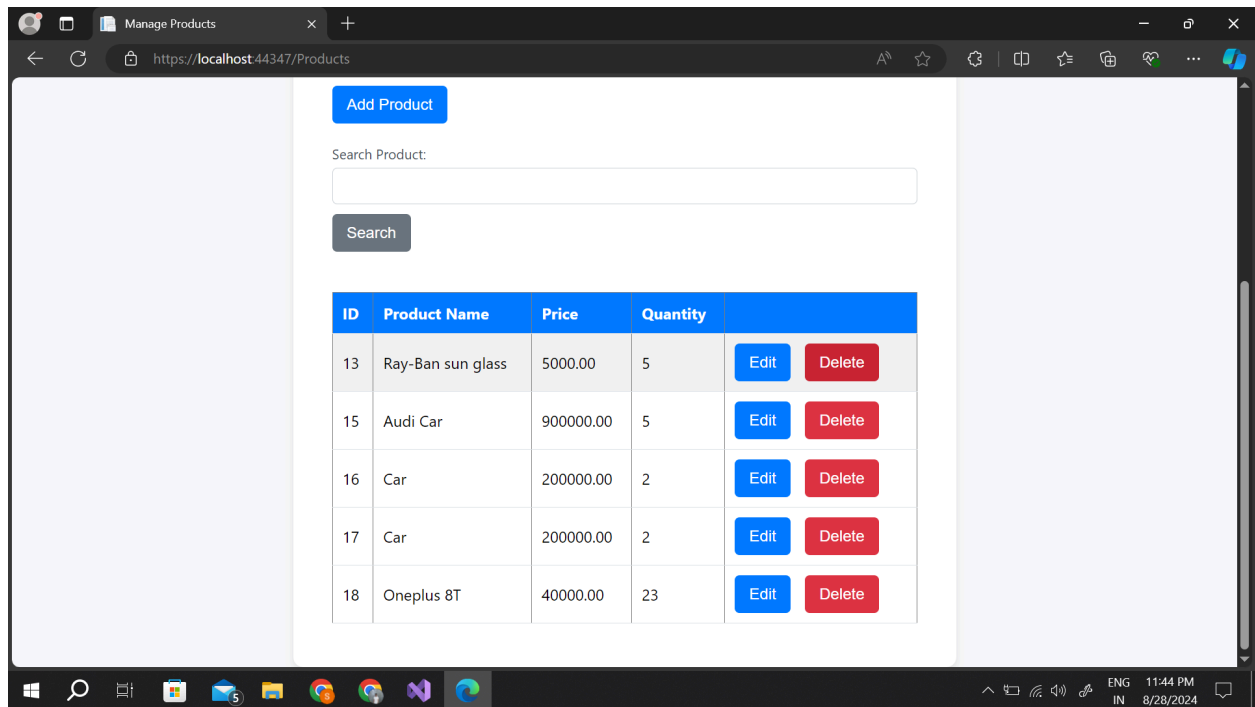 Manage Products
https://localhost:44347/Products
Add Product
Search Product:
Search
ID Product Name Price Quantity
13 Ray-Ban sun glass 5000.00 5 Edit Delete
15 Audi Car 900000.00 5 Edit Delete
16 Car 200000.00 2 Edit Delete
17 Car 200000.00 2 Edit Delete
18 Oneplus 8T 40000.00 23 Edit Delete
5
S
ENG 11:44 PM
IN 8/28/2024